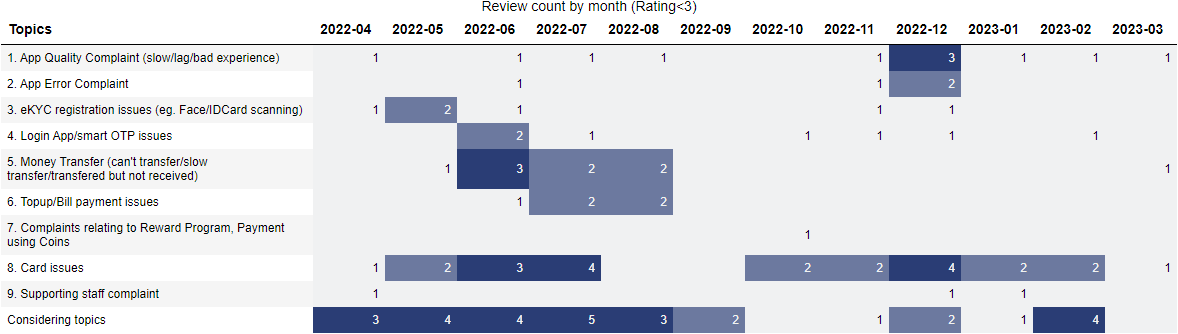 Review count by month (Rating<3)
Topics 2022-04 2022-05 2022-06 2022-07 2022-08 2022-09 2022-10 2022-11 2022-12 2023-01 2023-02 2023-03
1. App Quality Complaint (slow/lag/bad experience) 1 1 1 1 1 3 1 1 1
2. App Error Complaint 1 1 2
3. eKYC registration issues (eg. Face/IDCard scanning) 1 2 1 1 1
4. Login App/smart OTP issues 2 1 1 1 1 1
5. Money Transfer (can't transfer/slow
transfer/transfered but not received) 1 3 2 2 1
6. Topup/Bill payment issues 1 2 2
7. Complaints relating to Reward Program, Payment
using Coins 1
8. Card issues 1 2 3 4 2 2 4 2 2 1
9. Supporting staff complaint 1 1 1
Considering topics 3 4 4 5 3 2 1 2 1 4